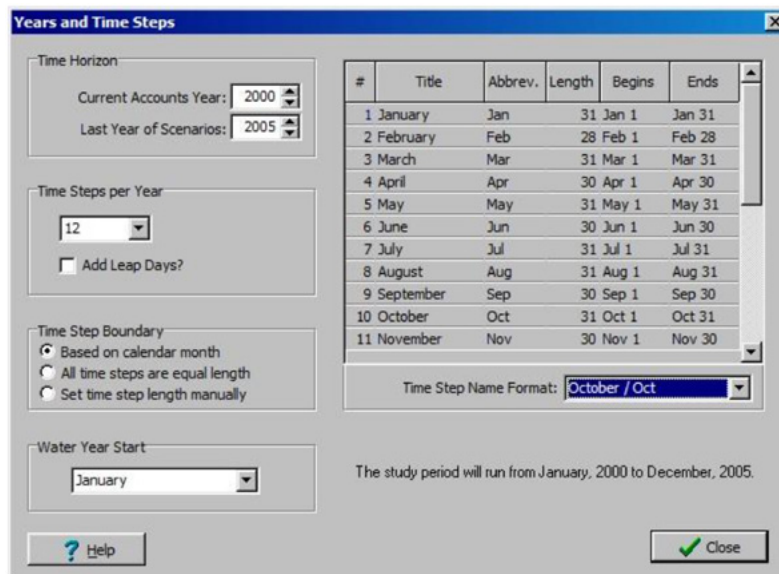 Years and Time Steps
Time Horizon
Current Accounts Year: 2000
Last Year of Scenarios: 2005
Time Steps per Year
12
Add Leap Days?
Time Step Boundary
Based on calendar month
All time steps are equal length
Set time step length manually
Water Year Start
January
Help
# Title Abbrev. Length Begins Ends
1 January Jan 31 Jan 1 Jan 31
2 February Feb 28 Feb 1 Feb 28
3 March Mar 31 Mar 1 Mar 31
4 April Apr 30 Apr 1 Apr 30
5 May May 31 May 1 May 31
6 June Jun 30 Jun 1 Jun 30
7 July Jul 31 Jul 1 Jul 31
8 August Aug 31 Aug 1 Aug 31
9 September Sep 30 Sep 1 Sep 30
10 October Oct 31 Oct 1 Oct 31
11 November Nov 30 Nov 1 Nov 30
Time Step Name Format: October / Oct
The study period will run from January, 2000 to December, 2005.
Close